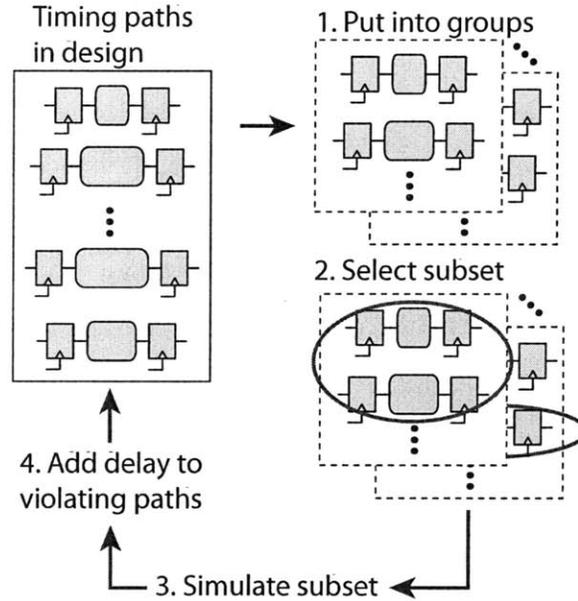 Timing paths
in design
1. Put into groups
2. Select subset
4. Add delay to
violating paths
3. Simulate subset